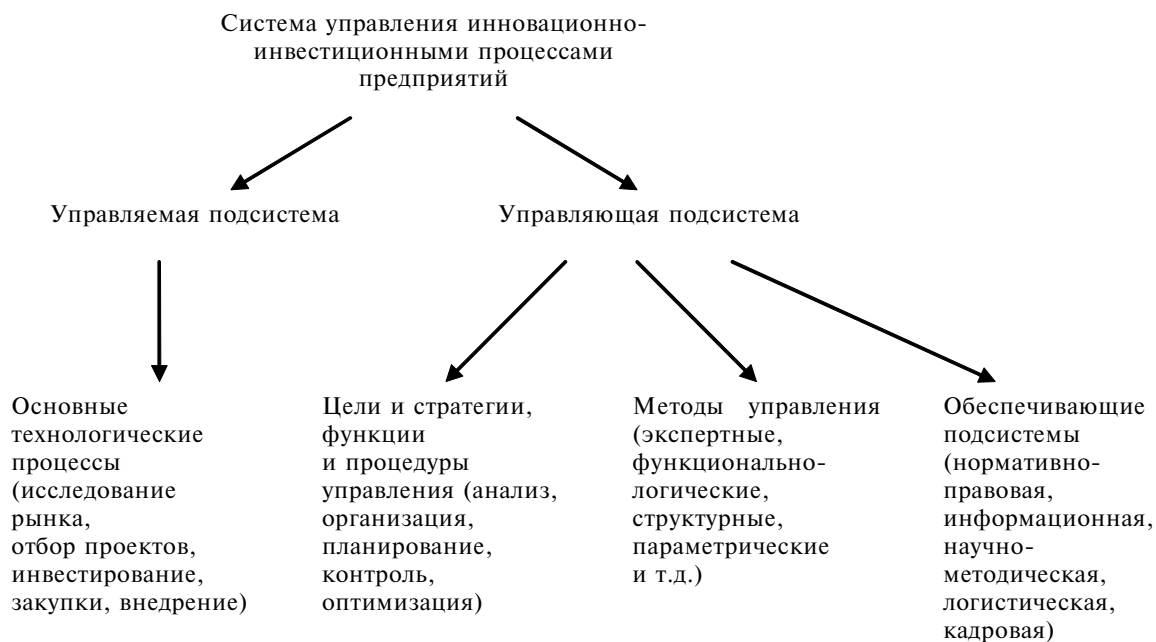 Система управления инновационно-
инвестиционными процессами
предприятий
Управляемая подсистема
Управляющая подсистема
Основные
технологические
процессы
(исследование
рынка,
отбор проектов,
инвестирование,
закупки, внедрение)
Цели и стратегии,
функции
и процедуры
управления (анализ,
организация,
планирование,
контроль,
оптимизация)
Методы управления
(экспертные,
функционально-
логические,
структурные,
параметрические
и т.д.)
Обеспечивающие
подсистемы
(нормативно-
правовая,
информационная,
научно-
методическая,
логистическая,
кадровая)